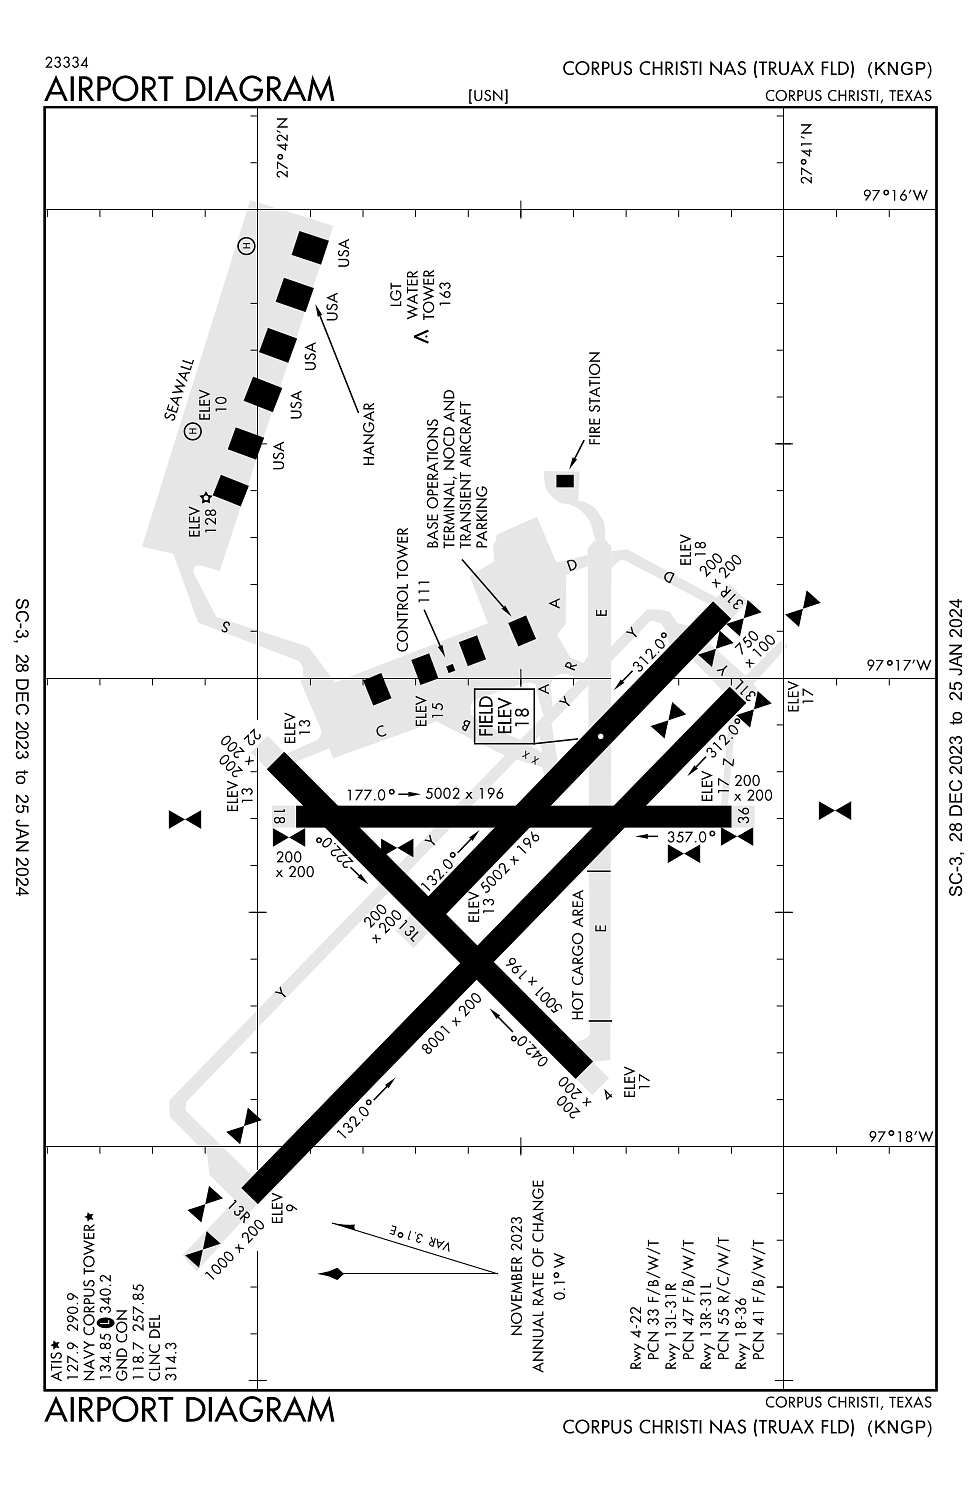 23334
AIRPORT DIAGRAM
CORPUS CHRISTI NAS (TRUAX FLD) (KNGP)
[USN]
CORPUS CHRISTI, TEXAS
27°42'N
27°41'N
97°16'W
H
USA
USA
USA
USA
USA
HANGAR
SEAWALL
H
ELEV
10
ELEV
128
LGT
WATER
TOWER
163
FIRE STATION
BASE OPERATIONS
TERMINAL, NOCD AND
TRANSIENT AIRCRAFT
PARKING
CONTROL TOWER
111
S
D
D
A
E
ELEV
18
200
x 200
31R
Y
R
312.0°
750
x 100
97°17'W
Y
31L
ELEV
17
ELEV
15
C
B
A
Y
FIELD
ELEV
18
X X
312.0°
Z
ELEV
17
200
x 200
36
357.0°
ELEV
13
22
200
x 200
ELEV
13
18
177.0°
5002 x 196
200
x 200
222.0°
Y
132.0°
5002 x 196
ELEV
13
200
x 200
13L
HOT CARGO AREA
E
5001 x 196
042.0°
8001 x 200
Y
200
x 200
4
ELEV
17
132.0°
97°18'W
13R
ELEV
9
1000 x 200
VAR 3.1°E
NOVEMBER 2023
ANNUAL RATE OF CHANGE
0.1°W
ATIS★
127.9 290.9
NAVY CORPUS TOWER★
134.85 L 340.2
GND CON
118.7 257.85
CLNC DEL
314.3
Rwy 4-22
PCN 33 F/B/W/T
Rwy 13L-31R
PCN 47 F/B/W/T
Rwy 13R-31L
PCN 55 R/C/W/T
Rwy 18-36
PCN 41 F/B/W/T
SC-3, 28 DEC 2023 to 25 JAN 2024
SC-3, 28 DEC 2023 to 25 JAN 2024
AIRPORT DIAGRAM
CORPUS CHRISTI, TEXAS
CORPUS CHRISTI NAS (TRUAX FLD) (KNGP)